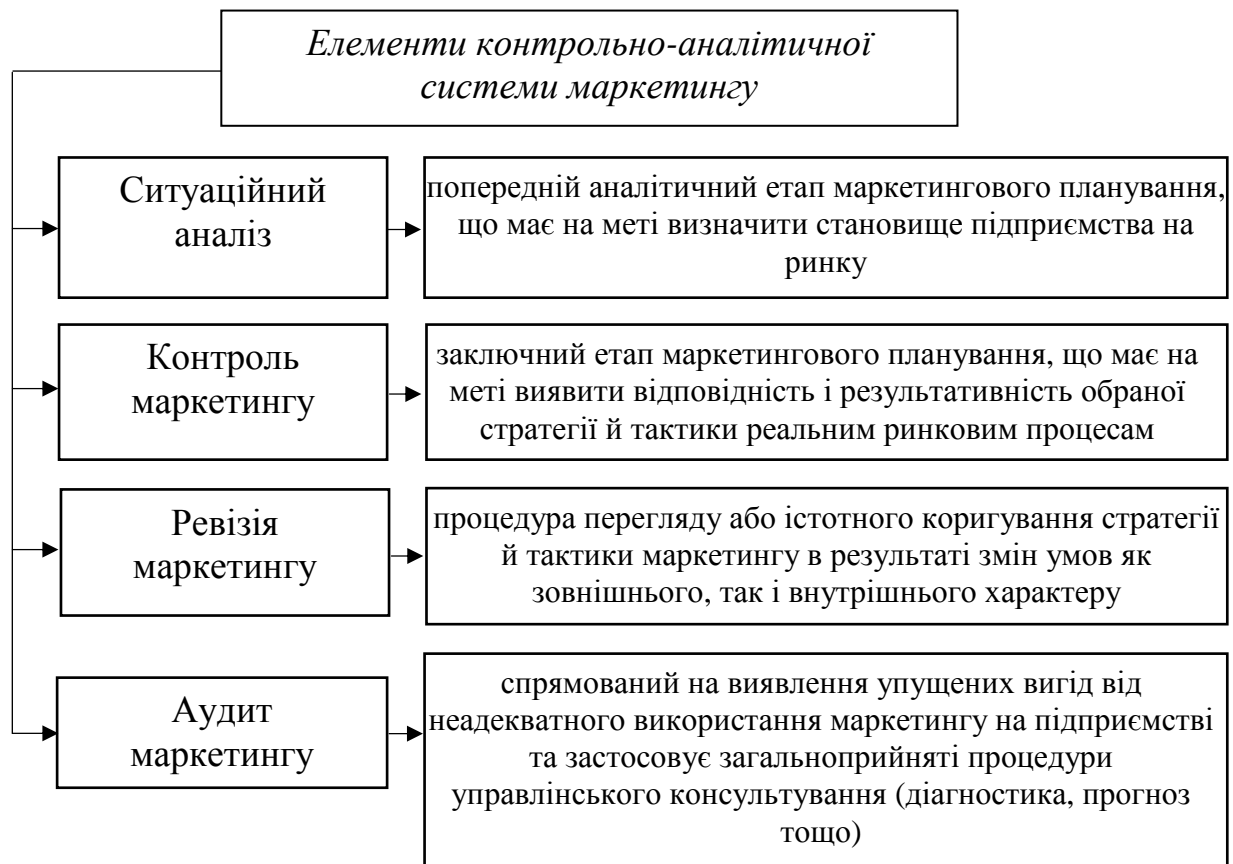 Елементи контрольно-аналітичної
системи маркетингу
Ситуаційний
аналіз
попередній аналітичний етап маркетингового планування,
що має на меті визначити становище підприємства на
ринку
Контроль
маркетингу
заключний етап маркетингового планування, що має на
меті виявити відповідність і результативність обраної
стратегії й тактики реальним ринковим процесам
Ревізія
маркетингу
процедура перегляду або істотного коригування стратегії
й тактики маркетингу в результаті змін умов як
зовнішнього, так і внутрішнього характеру
Аудит
маркетингу
спрямований на виявлення упущених вигід від
неадекватного використання маркетингу на підприємстві
та застосовує загальноприйняті процедури
управлінського консультування (діагностика, прогноз
тощо)